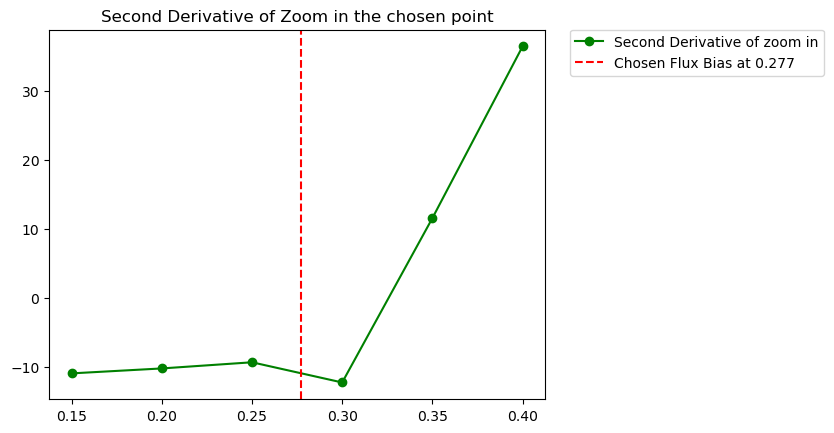 Second Derivative of Zoom in the chosen point
Second Derivative of zoom in
Chosen Flux Bias at 0.277
30
20
10
0
−10
0.15 0.20 0.25 0.30 0.35 0.40